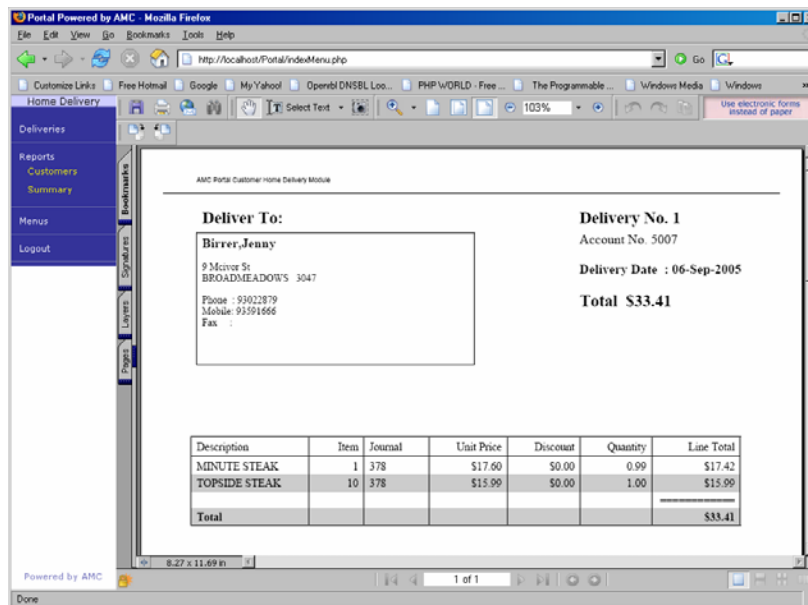 Portal Powered by AMC - Mozilla Firefox
File Edit View Go Bookmarks Tools Help
http://localhost/Portal/indexMenu.php
Go
Customize Links Free Hotmail Google My Yahoo! Openrbl DNSBL Loo... PHP WORLD - Free ... The Programmable ... Windows Media Windows
Home Delivery
Select Text
103%
Use electronic forms
instead of paper
Deliveries
Reports
Customers
Summary
Menus
Logout
Bookmarks
Signatures
Layers
Pages
AMC Portal Customer Home Delivery Module
Deliver To:
Birrer,Jenny
9 Mcivor St
BROADMEADOWS 3047
Phone : 93022879
Mobile: 93591666
Fax :
Delivery No. 1
Account No. 5007
Delivery Date : 06-Sep-2005
Total $33.41
Description Item Journal Unit Price Discount Quantity Line Total
MINUTE STEAK 1 378 $17.60 $0.00 0.99 $17.42
TOPSIDE STEAK 10 378 $15.99 $0.00 1.00 $15.99
Total $33.41
8.27 x 11.69 in
Powered by AMC
1 of 1
Done